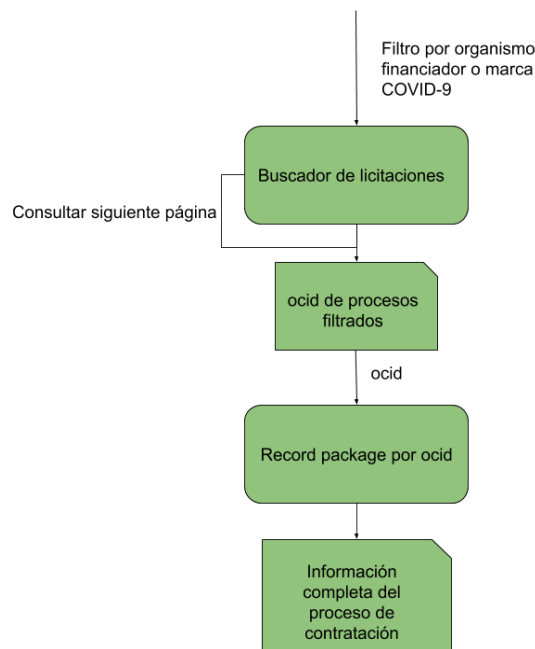 Filtro por organismo
financiador o marca
COVID-9
Buscador de licitaciones
Consultar siguiente página
ocid de procesos
filtrados
ocid
Record package por ocid
Información
completa del
proceso de
contratación